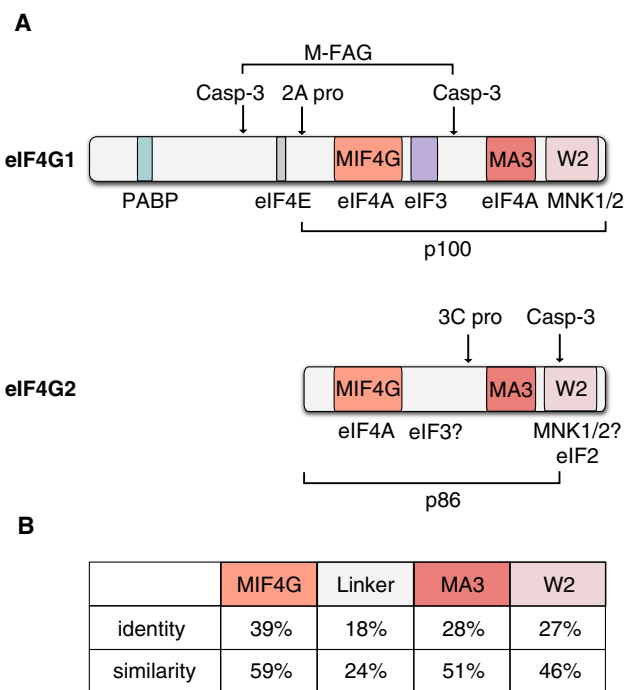 A
M-FAG
Casp-3 2A pro Casp-3
eIF4G1 MIF4G MA3 W2
PABP eIF4E eIF4A eIF3 eIF4A MNK1/2
p100
3C pro Casp-3
eIF4G2 MIF4G MA3 W2
eIF4A eIF3? MNK1/2?
eIF2
p86
B
MIF4G Linker MA3 W2
identity 39% 18% 28% 27%
similarity 59% 24% 51% 46%